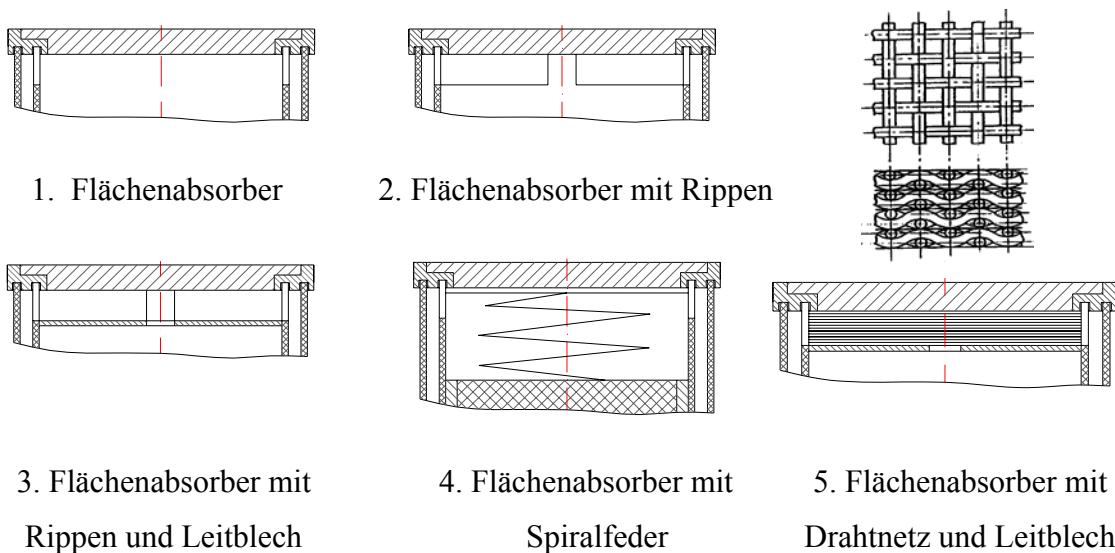 1. Flächenabsorber
2. Flächenabsorber mit Rippen
3. Flächenabsorber mit
Rippen und Leitblech
4. Flächenabsorber mit
Spiralfeder
5. Flächenabsorber mit
Drahtnetz und Leitblech